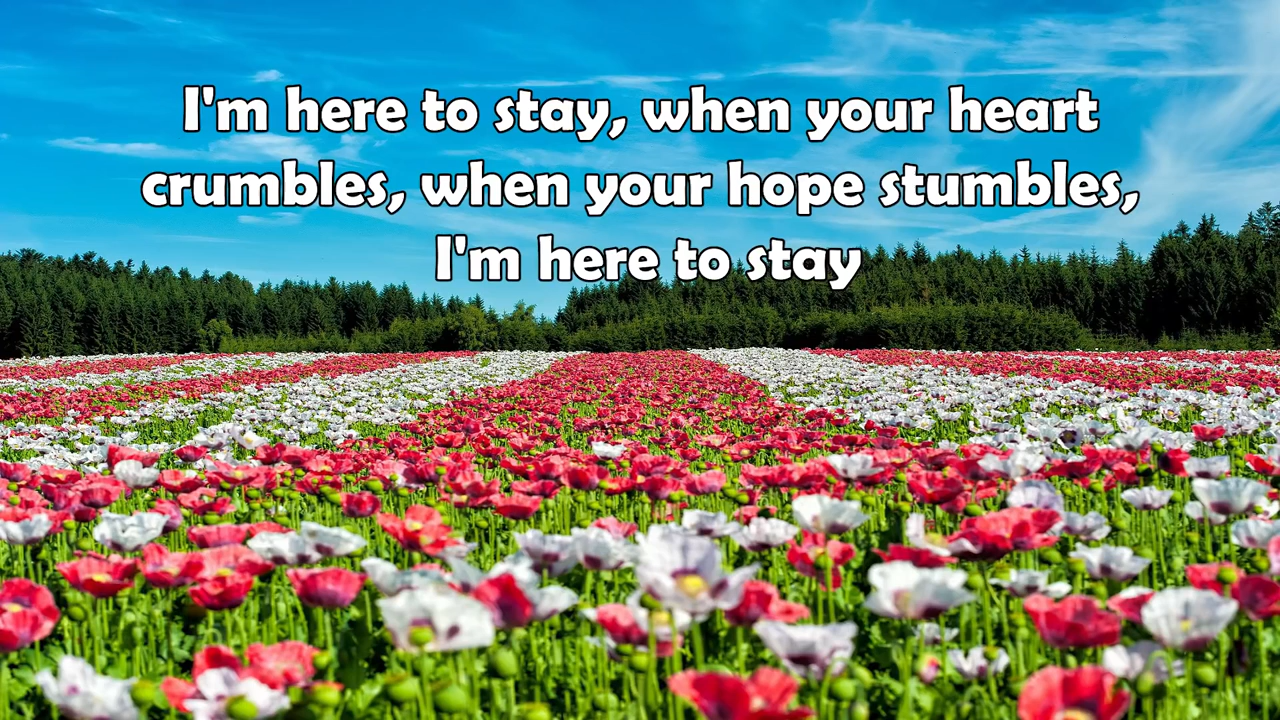 I'm here to stay, when your heart
crumbles, when your hope stumbles,
I'm here to stay